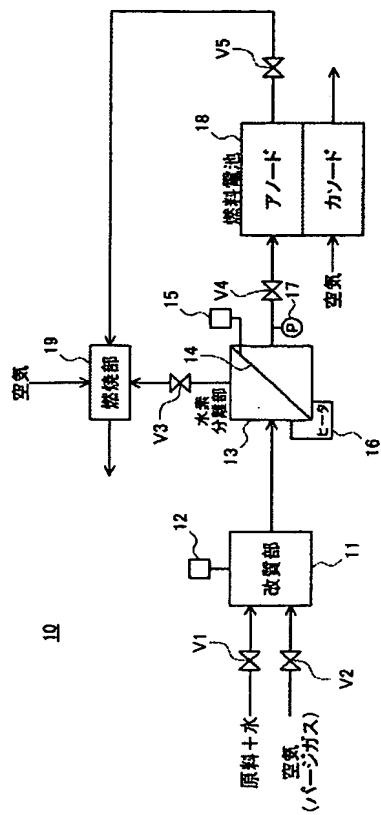 10
原料+水
空気
(パージガス)
V1
V2
12
改質部
11
水素
分離部
13
14
15
ヒータ
16
V3
空気
19
燃焼部
V4
P
17
燃料電池
18
アノード
カソード
空気
V5